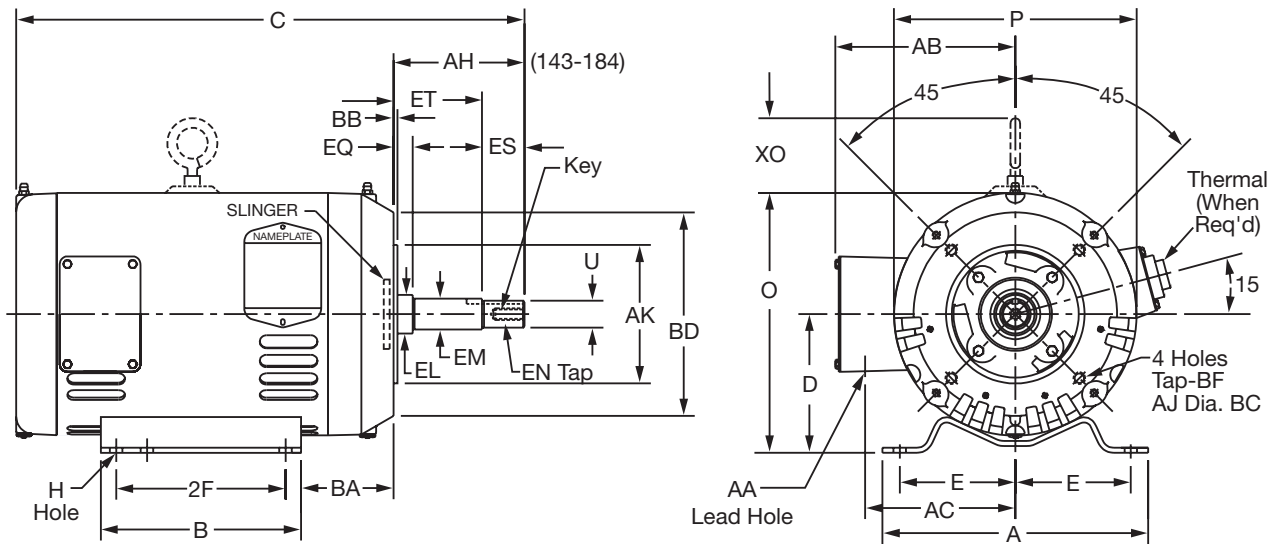 C
AH
(143-184)
ET
BB
EQ
ES
Key
SLINGER
NAMEPLATE
U
AK
BD
EL
EM
EN Tap
H
Hole
2F
BA
B
P
AB
45
45
XO
Thermal
(When
Req'd)
O
15
D
4 Holes
Tap-BF
AJ Dia. BC
AA
Lead Hole
E
E
AC
A